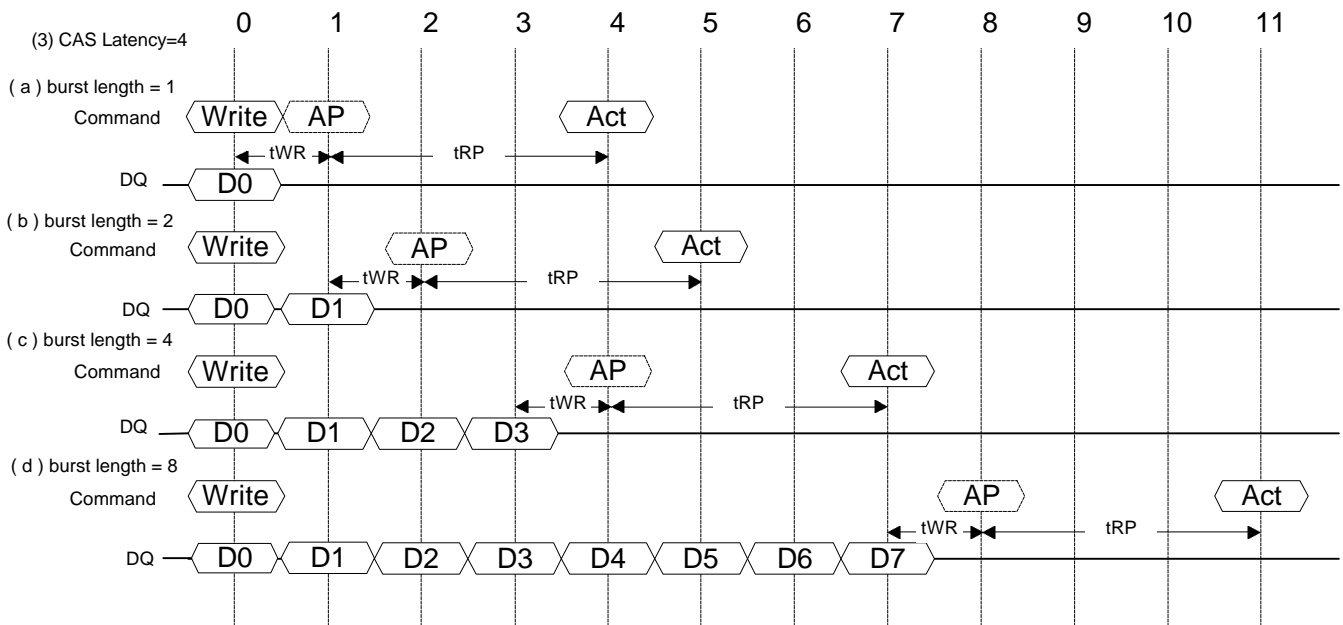 0 1 2 3 4 5 6 7 8 9 10 11
(3) CAS Latency=4
( a ) burst length = 1
Command Write AP Act
tWR tRP
DQ D0
( b ) burst length = 2
Command Write AP Act
tWR tRP
DQ D0 D1
( c ) burst length = 4
Command Write AP Act
tWR tRP
DQ D0 D1 D2 D3
( d ) burst length = 8
Command Write AP Act
tWR tRP
DQ D0 D1 D2 D3 D4 D5 D6 D7